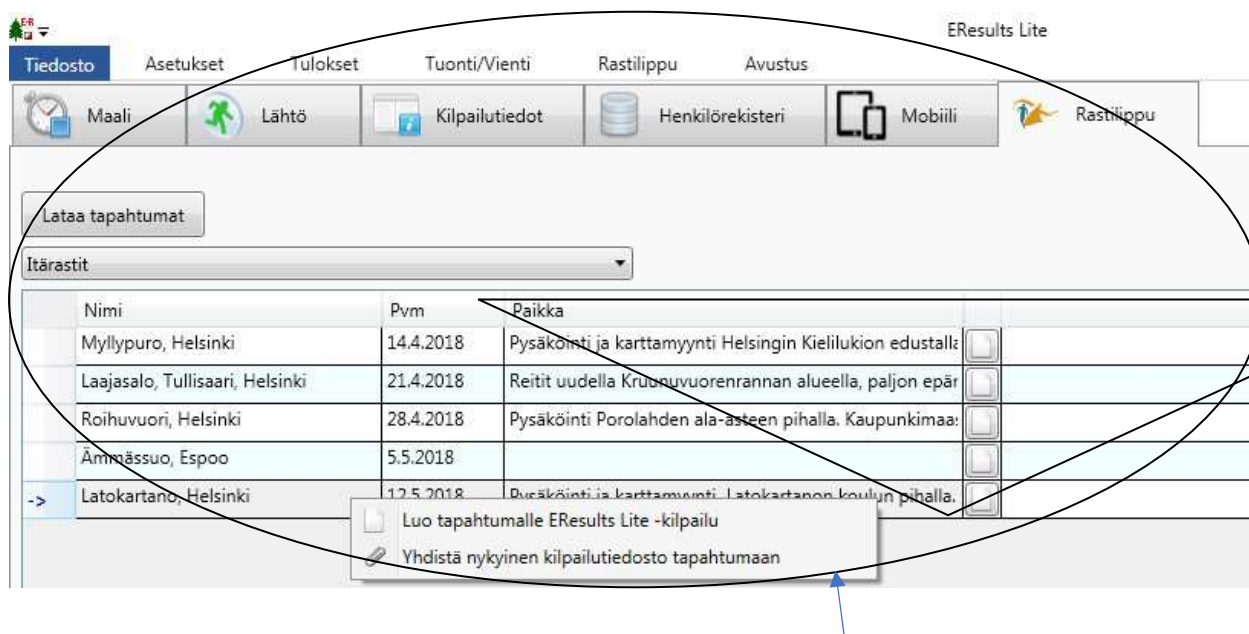 E-R
EResults Lite
Tiedosto Asetukset Tulokset Tuonti/Vienti Rastilippu Avustus
Maali Lähtö Kilpailutiedot Henkilörekisteri Mobiili Rastilippu
Lataa tapahtumat
Itärastit
Nimi Pvm Paikka
Myllypuro, Helsinki 14.4.2018 Pysäköinti ja karttamyynti Helsingin Kielilukion edustalla
Laajasalo, Tullisaari, Helsinki 21.4.2018 Reitit uudella Kruunuvuorenrannan alueella, paljon epär
Roihuvuori, Helsinki 28.4.2018 Pysäköinti Porolahden ala-asteen pihalla. Kaupunkimaa
Ämmässuo, Espoo 5.5.2018
-> Latokartano, Helsinki 12.5.2018 Pysäköinti ja karttamyynti Latokartanon koulun pihalla.
Luo tapahtumalle EResults Lite -kilpailu
Yhdistä nykyinen kilpailutiedosto tapahtumaan